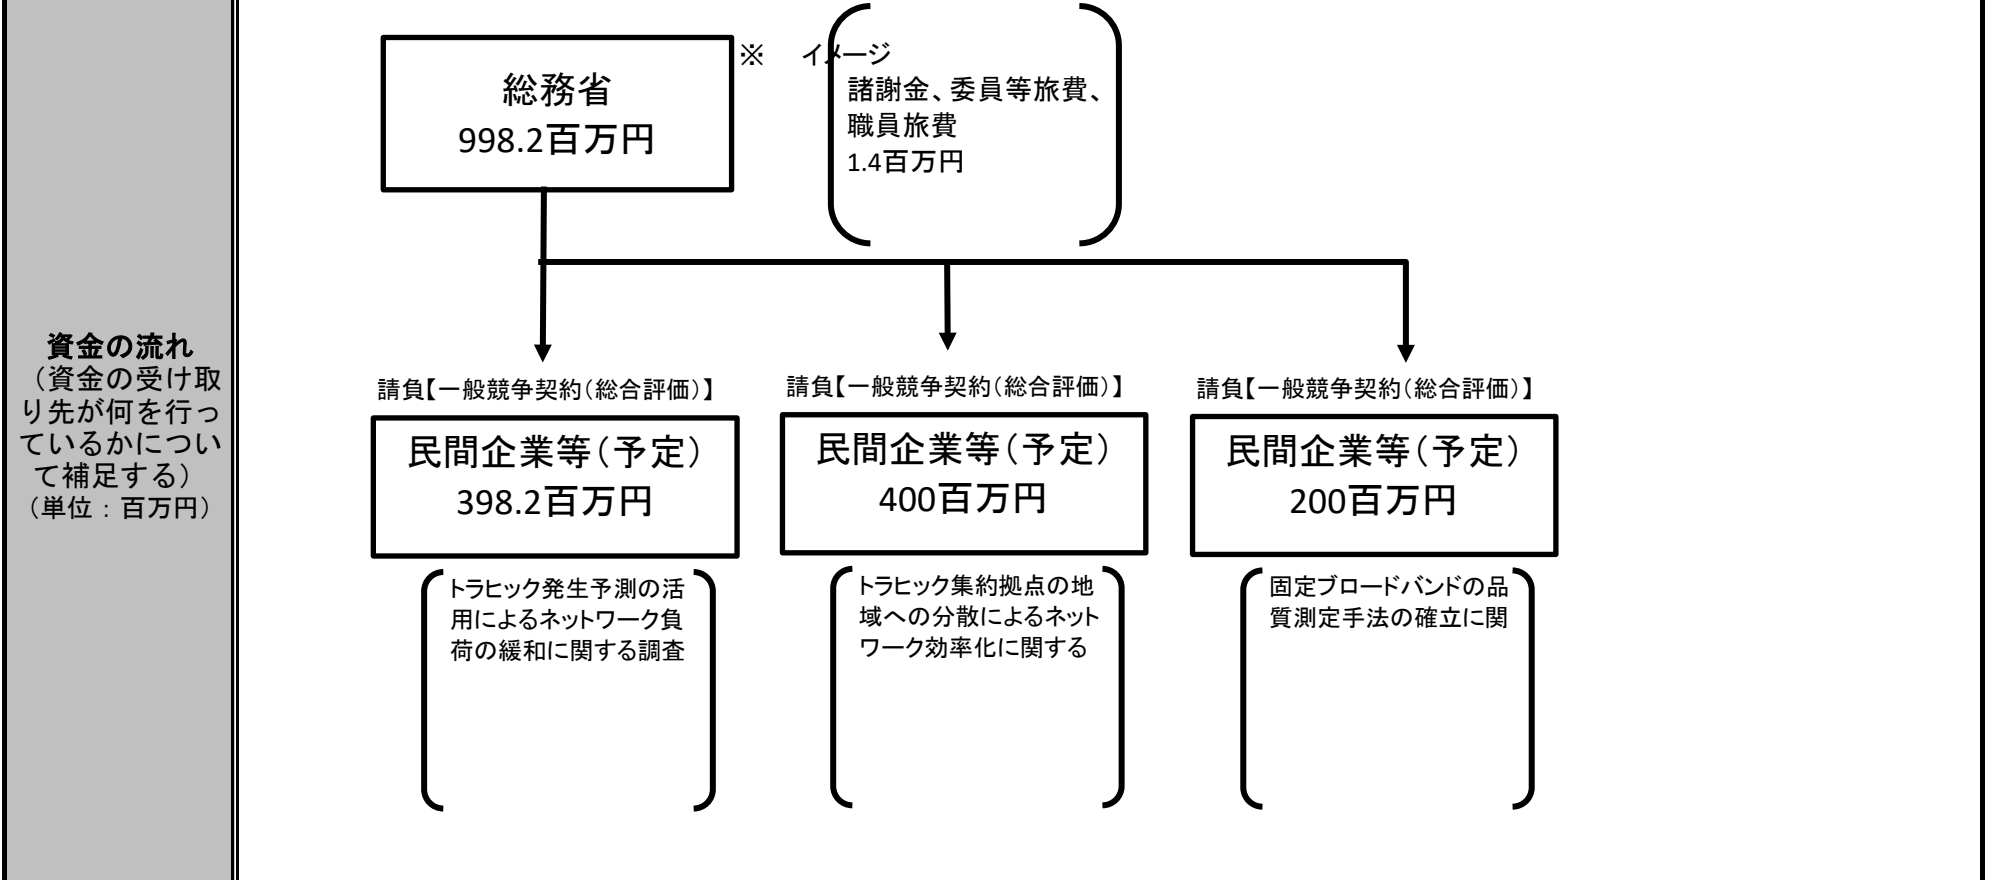 資金の流れ
（資金の受け取
り先が何を行っ
ているかについ
て補足する）
（単位：百万円）
総務省
998.2百万円
※　イメージ
諸謝金、委員等旅費、
職員旅費
1.4百万円
請負【一般競争契約（総合評価）】
民間企業等（予定）
398.2百万円
トラヒック発生予測の活
用によるネットワーク負
荷の緩和に関する調査
請負【一般競争契約（総合評価）】
民間企業等（予定）
400百万円
トラヒック集約拠点の地
域への分散によるネット
ワーク効率化に関する
請負【一般競争契約（総合評価）】
民間企業等（予定）
200百万円
固定ブロードバンドの品
質測定手法の確立に関